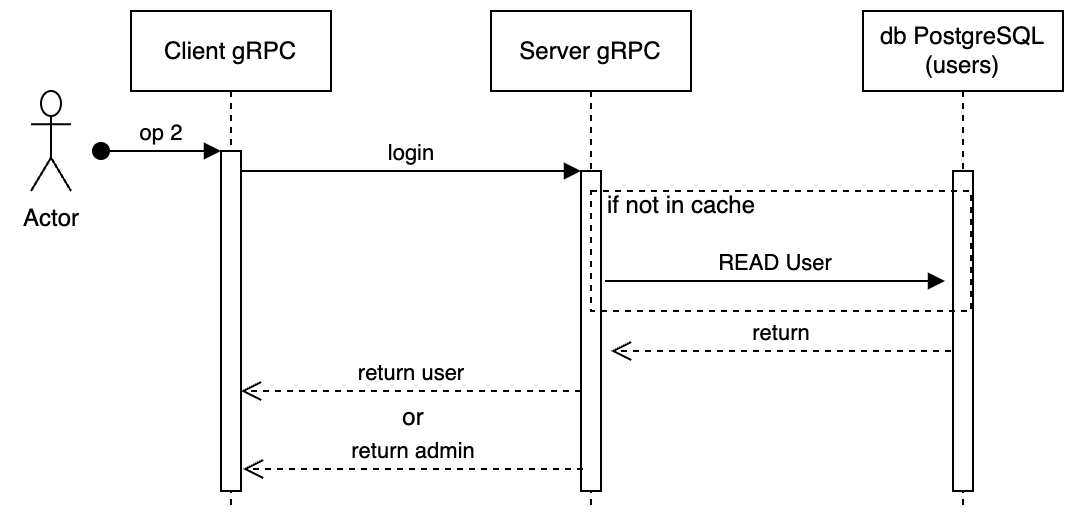 Client gRPC
Server gRPC
db PostgreSQL
(users)
op 2
login
Actor
if not in cache
READ User
return
return user
or
return admin